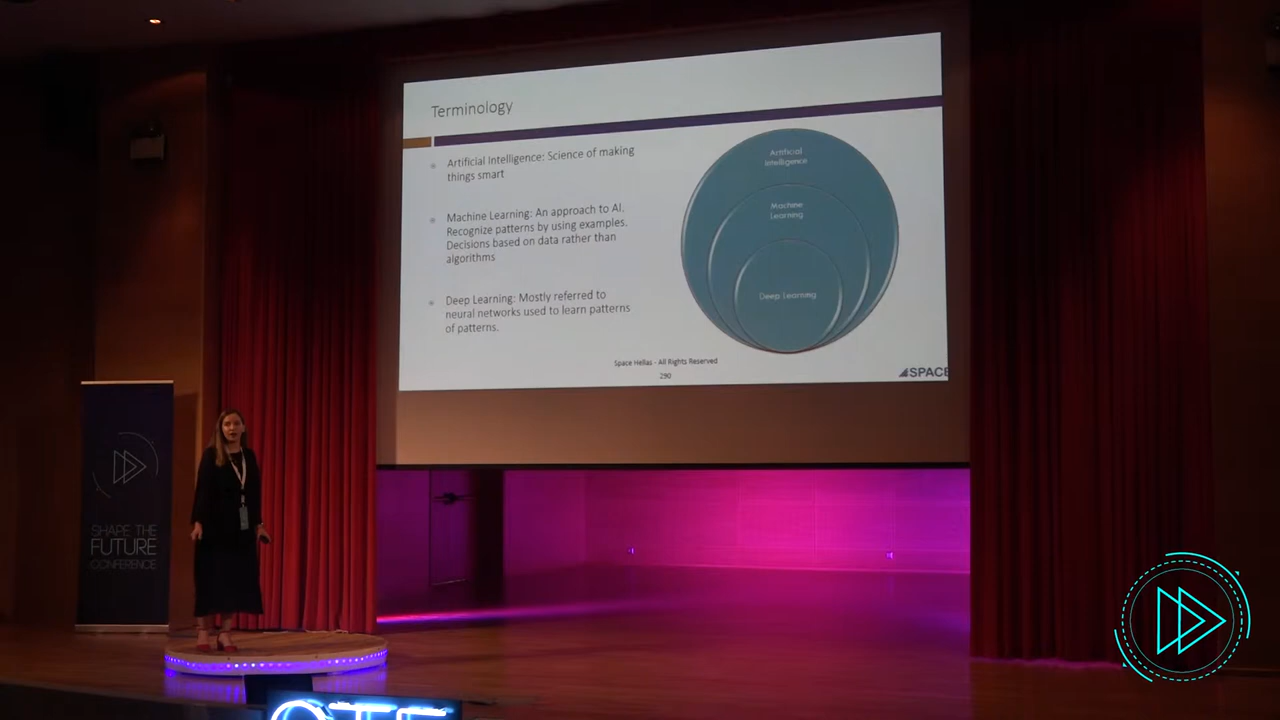 Terminology
Artificial Intelligence: Science of making
things smart
Machine Learning: An approach to AI.
Recognize patterns by using examples.
Decisions based on data rather than
algorithms
Deep Learning: Mostly referred to
neural networks used to learn patterns
of patterns.
Artificial
Intelligence
Machine
Learning
Deep Learning
Space Hellas - All Rights Reserved
290
SPACE
SHAPE THE
FUTURE
CONFERENCE